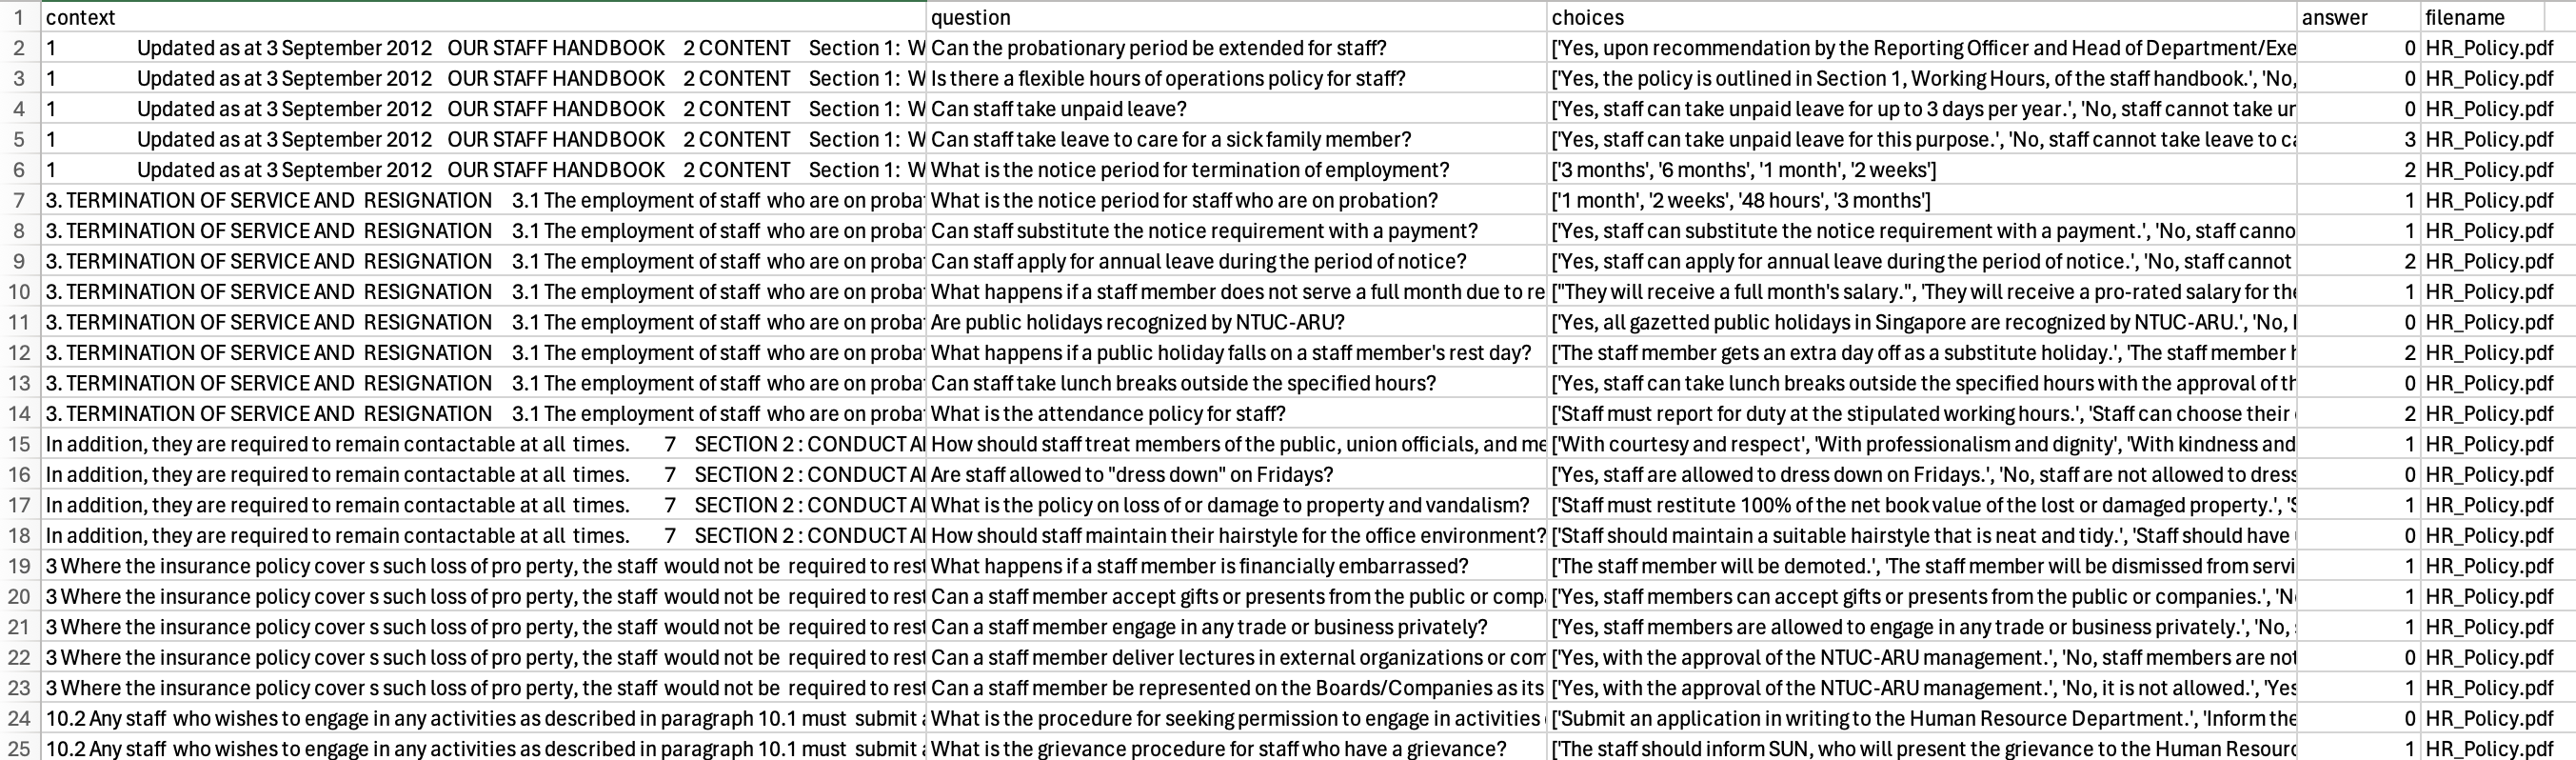 1 context question choices answer filename
2 1 Updated as at 3 September 2012 OUR STAFF HANDBOOK 2 CONTENT Section 1: W Can the probationary period be extended for staff? ['Yes, upon recommendation by the Reporting Officer and Head of Department/Exe 0 HR_Policy.pdf
3 1 Updated as at 3 September 2012 OUR STAFF HANDBOOK 2 CONTENT Section 1: W Is there a flexible hours of operations policy for staff? ['Yes, the policy is outlined in Section 1, Working Hours, of the staff handbook.', 'No, 0 HR_Policy.pdf
4 1 Updated as at 3 September 2012 OUR STAFF HANDBOOK 2 CONTENT Section 1: W Can staff take unpaid leave? ['Yes, staff can take unpaid leave for up to 3 days per year.', 'No, staff cannot take ur 0 HR_Policy.pdf
5 1 Updated as at 3 September 2012 OUR STAFF HANDBOOK 2 CONTENT Section 1: W Can staff take leave to care for a sick family member? ['Yes, staff can take unpaid leave for this purpose.', 'No, staff cannot take leave to ca 3 HR_Policy.pdf
6 1 Updated as at 3 September 2012 OUR STAFF HANDBOOK 2 CONTENT Section 1: W What is the notice period for termination of employment? ['3 months', '6 months', '1 month', '2 weeks'] 2 HR_Policy.pdf
7 3. TERMINATION OF SERVICE AND RESIGNATION 3.1 The employment of staff who are on proba What is the notice period for staff who are on probation? ['1 month', '2 weeks', '48 hours', '3 months'] 1 HR_Policy.pdf
8 3. TERMINATION OF SERVICE AND RESIGNATION 3.1 The employment of staff who are on proba Can staff substitute the notice requirement with a payment? ['Yes, staff can substitute the notice requirement with a payment.', 'No, staff canno 1 HR_Policy.pdf
9 3. TERMINATION OF SERVICE AND RESIGNATION 3.1 The employment of staff who are on proba Can staff apply for annual leave during the period of notice? ['Yes, staff can apply for annual leave during the period of notice.', 'No, staff cannot 2 HR_Policy.pdf
10 3. TERMINATION OF SERVICE AND RESIGNATION 3.1 The employment of staff who are on proba What happens if a staff member does not serve a full month due to re ["They will receive a full month's salary.", 'They will receive a pro-rated salary for the 1 HR_Policy.pdf
11 3. TERMINATION OF SERVICE AND RESIGNATION 3.1 The employment of staff who are on proba Are public holidays recognized by NTUC-ARU? ['Yes, all gazetted public holidays in Singapore are recognized by NTUC-ARU.', 'No, 0 HR_Policy.pdf
12 3. TERMINATION OF SERVICE AND RESIGNATION 3.1 The employment of staff who are on proba What happens if a public holiday falls on a staff member's rest day? ['The staff member gets an extra day off as a substitute holiday.', 'The staff member 2 HR_Policy.pdf
13 3. TERMINATION OF SERVICE AND RESIGNATION 3.1 The employment of staff who are on proba Can staff take lunch breaks outside the specified hours? ['Yes, staff can take lunch breaks outside the specified hours with the approval of th 0 HR_Policy.pdf
14 3. TERMINATION OF SERVICE AND RESIGNATION 3.1 The employment of staff who are on proba What is the attendance policy for staff? ['Staff must report for duty at the stipulated working hours.', 'Staff can choose their 2 HR_Policy.pdf
15 In addition, they are required to remain contactable at all times. 7 SECTION 2 : CONDUCT A How should staff treat members of the public, union officials, and me ['With courtesy and respect', 'With professionalism and dignity', 'With kindness and 1 HR_Policy.pdf
16 In addition, they are required to remain contactable at all times. 7 SECTION 2 : CONDUCT A Are staff allowed to "dress down" on Fridays? ['Yes, staff are allowed to dress down on Fridays.', 'No, staff are not allowed to dress 0 HR_Policy.pdf
17 In addition, they are required to remain contactable at all times. 7 SECTION 2 : CONDUCT A What is the policy on loss of or damage to property and vandalism? ['Staff must restitute 100% of the net book value of the lost or damaged property.', 'S 1 HR_Policy.pdf
18 In addition, they are required to remain contactable at all times. 7 SECTION 2 : CONDUCT A How should staff maintain their hairstyle for the office environment? ['Staff should maintain a suitable hairstyle that is neat and tidy.', 'Staff should have 0 HR_Policy.pdf
19 3 Where the insurance policy cover s such loss of pro perty, the staff would not be required to rest What happens if a staff member is financially embarrassed? ['The staff member will be demoted.', 'The staff member will be dismissed from servi 1 HR_Policy.pdf
20 3 Where the insurance policy cover s such loss of pro perty, the staff would not be required to rest Can a staff member accept gifts or presents from the public or comp ['Yes, staff members can accept gifts or presents from the public or companies.', 'N 1 HR_Policy.pdf
21 3 Where the insurance policy cover s such loss of pro perty, the staff would not be required to rest Can a staff member engage in any trade or business privately? ['Yes, staff members are allowed to engage in any trade or business privately.', 'No, 1 HR_Policy.pdf
22 3 Where the insurance policy cover s such loss of pro perty, the staff would not be required to rest Can a staff member deliver lectures in external organizations or com ['Yes, with the approval of the NTUC-ARU management.', 'No, staff members are not 0 HR_Policy.pdf
23 3 Where the insurance policy cover s such loss of pro perty, the staff would not be required to rest Can a staff member be represented on the Boards/Companies as its ['Yes, with the approval of the NTUC-ARU management.', 'No, it is not allowed.', 'Yes 1 HR_Policy.pdf
24 10.2 Any staff who wishes to engage in any activities as described in paragraph 10.1 must submit a What is the procedure for seeking permission to engage in activities ['Submit an application in writing to the Human Resource Department.', 'Inform the 0 HR_Policy.pdf
25 10.2 Any staff who wishes to engage in any activities as described in paragraph 10.1 must submit a What is the grievance procedure for staff who have a grievance? ['The staff should inform SUN, who will present the grievance to the Human Resourc 1 HR_Policy.pdf